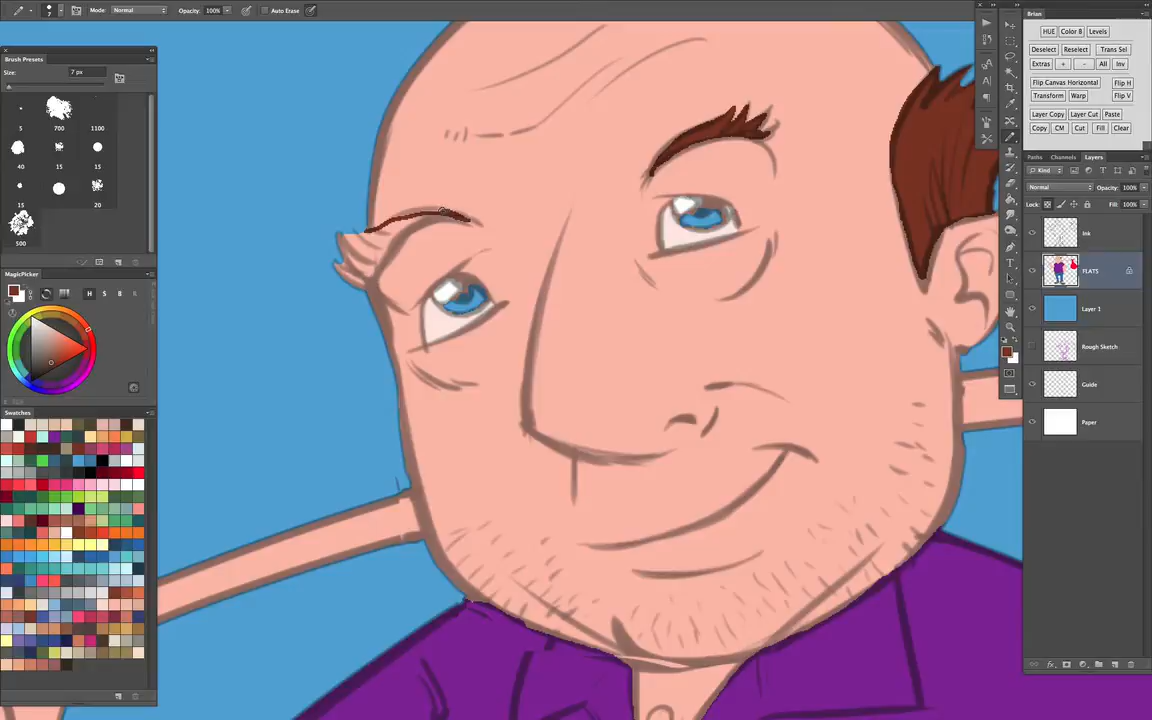 Mode: Normal Opacity: 100% Auto Erase
7
Brush Presets
Size: 7 px
5 700 1100
40 15 15
15 20
500
MagicPicker
H S B
Swatches
Brian
HUE Color B Levels
Deselect Reselect Trans Sel
Extras + - All Inv
Flip Canvas Horizontal Flip H
Transform Warp Flip V
Layer Copy Layer Cut Paste
Copy CM Cut Fill Clear
Paths Channels Layers
Kind
Normal Opacity: 100%
Lock: Fill: 100%
Ink
FLATS
Layer 1
Rough Sketch
Guide
Paper